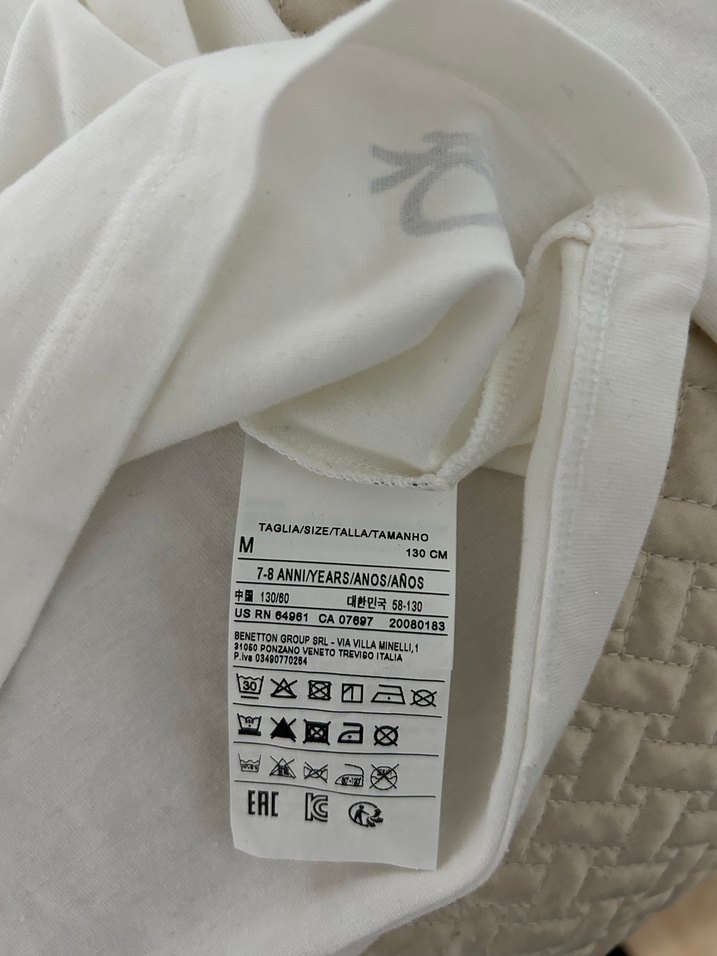 TAGLIA/SIZE/TALLA/TAMANHO
M 130 CM
7-8 ANNI/YEARS/ANOS/AÑOS
中国 130/60 대한민국 58-130
US RN 64961 CA 07697 20080183
BENETTON GROUP SRL - VIA VILLA MINELLI,1
31050 PONZANO VENETO TREVISO ITALIA
P.iva 03490770264
30
EAC